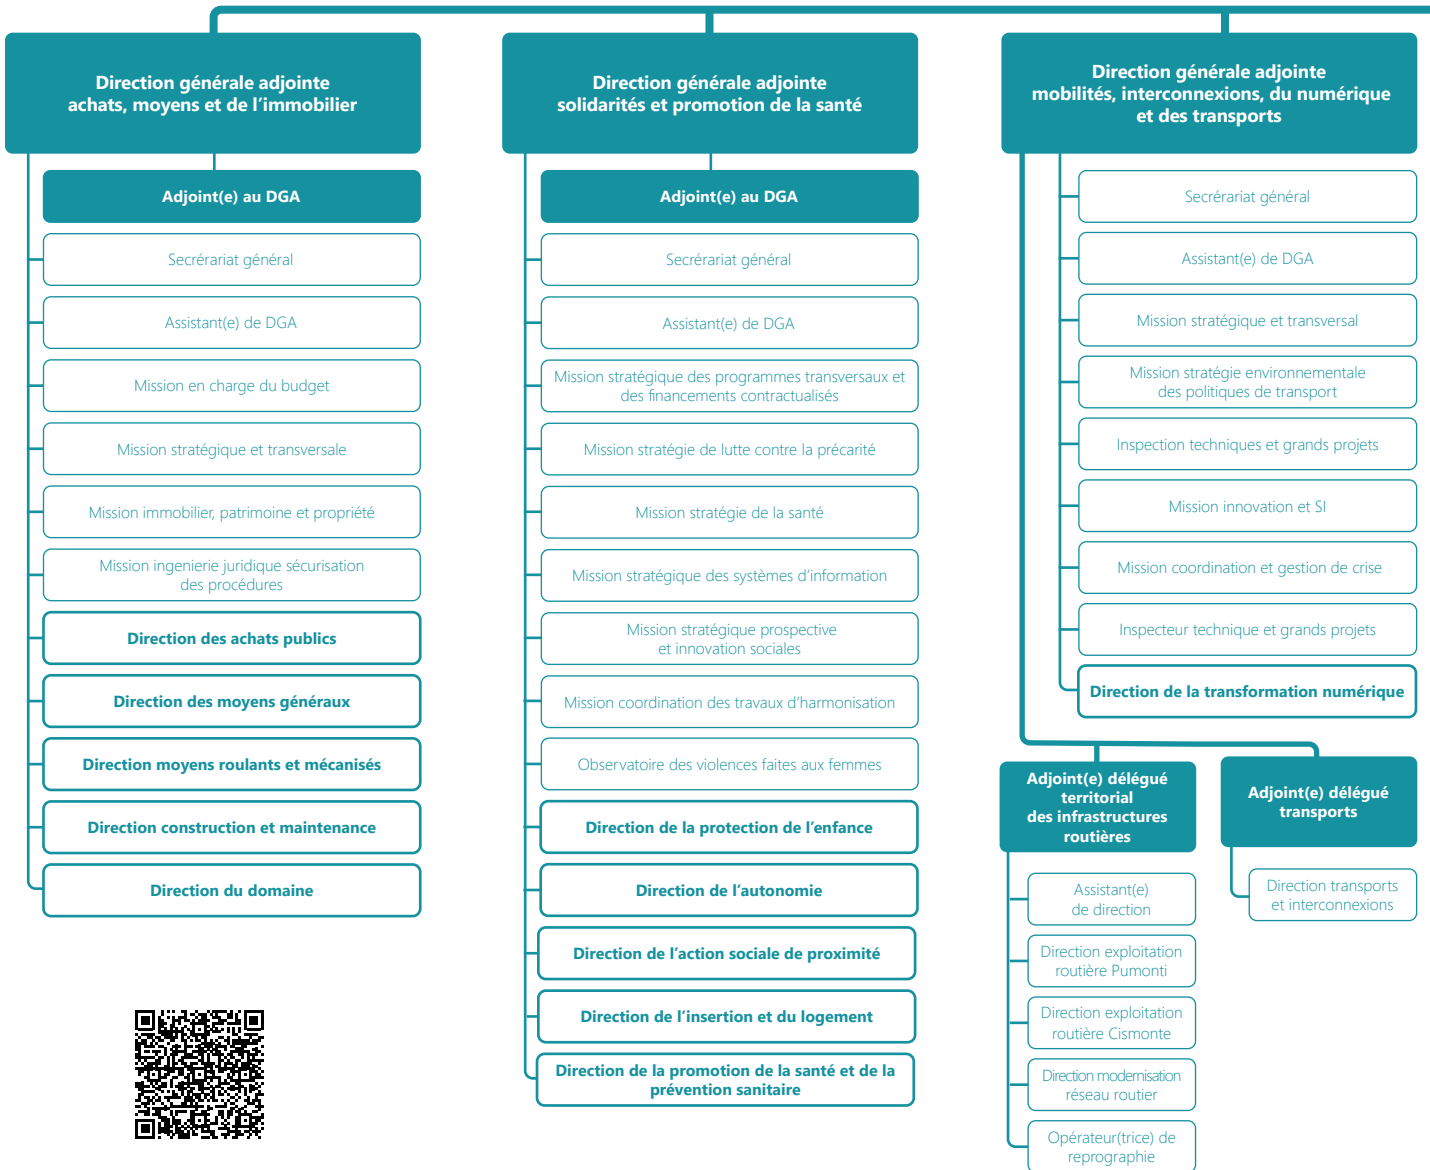 Direction générale adjointe
achats, moyens et de l'immobilier
Adjoint(e) au DGA
Secrérariat général
Assistant(e) de DGA
Mission en charge du budget
Mission stratégique et transversale
Mission immobilier, patrimoine et propriété
Mission ingenierie juridique sécurisation
des procédures
Direction des achats publics
Direction des moyens généraux
Direction moyens roulants et mécanisés
Direction construction et maintenance
Direction du domaine
Direction générale adjointe
solidarités et promotion de la santé
Adjoint(e) au DGA
Secrérariat général
Assistant(e) de DGA
Mission stratégique des programmes transversaux et
des financements contractualisés
Mission stratégie de lutte contre la précarité
Mission stratégie de la santé
Mission stratégique des systèmes d'information
Mission stratégique prospective
et innovation sociales
Mission coordination des travaux d'harmonisation
Observatoire des violences faites aux femmes
Direction de la protection de l'enfance
Direction de l'autonomie
Direction de l'action sociale de proximité
Direction de l'insertion et du logement
Direction de la promotion de la santé et de la
prévention sanitaire
Direction générale adjointe
mobilités, interconnexions, du numérique
et des transports
Secrérariat général
Assistant(e) de DGA
Mission stratégique et transversal
Mission stratégie environnementale
des politiques de transport
Inspection techniques et grands projets
Mission innovation et SI
Mission coordination et gestion de crise
Inspecteur technique et grands projets
Direction de la transformation numérique
Adjoint(e) délégué
territorial
des infrastructures
routières
Assistant(e)
de direction
Direction exploitation
routière Pumonti
Direction exploitation
routière Cismonte
Direction modernisation
réseau routier
Opérateur(trice) de
reprographie
Adjoint(e) délégué
transports
Direction transports
et interconnexions